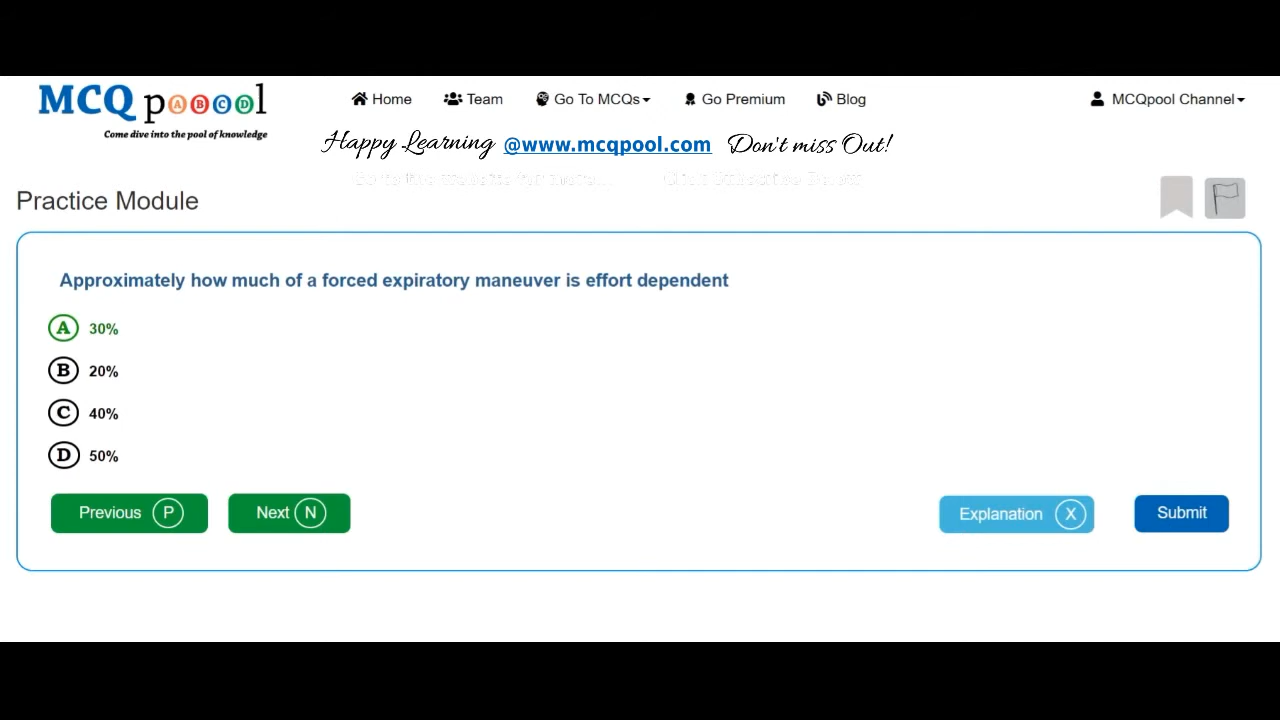 MCQ pABCDl
Come dive into the pool of knowledge
Home Team Go To MCQs Go Premium Blog MCQpool Channel
Happy Learning @www.mcqpool.com Don't miss Out!
Practice Module
Approximately how much of a forced expiratory maneuver is effort dependent
A 30%
B 20%
C 40%
D 50%
Previous P Next N Explanation X Submit